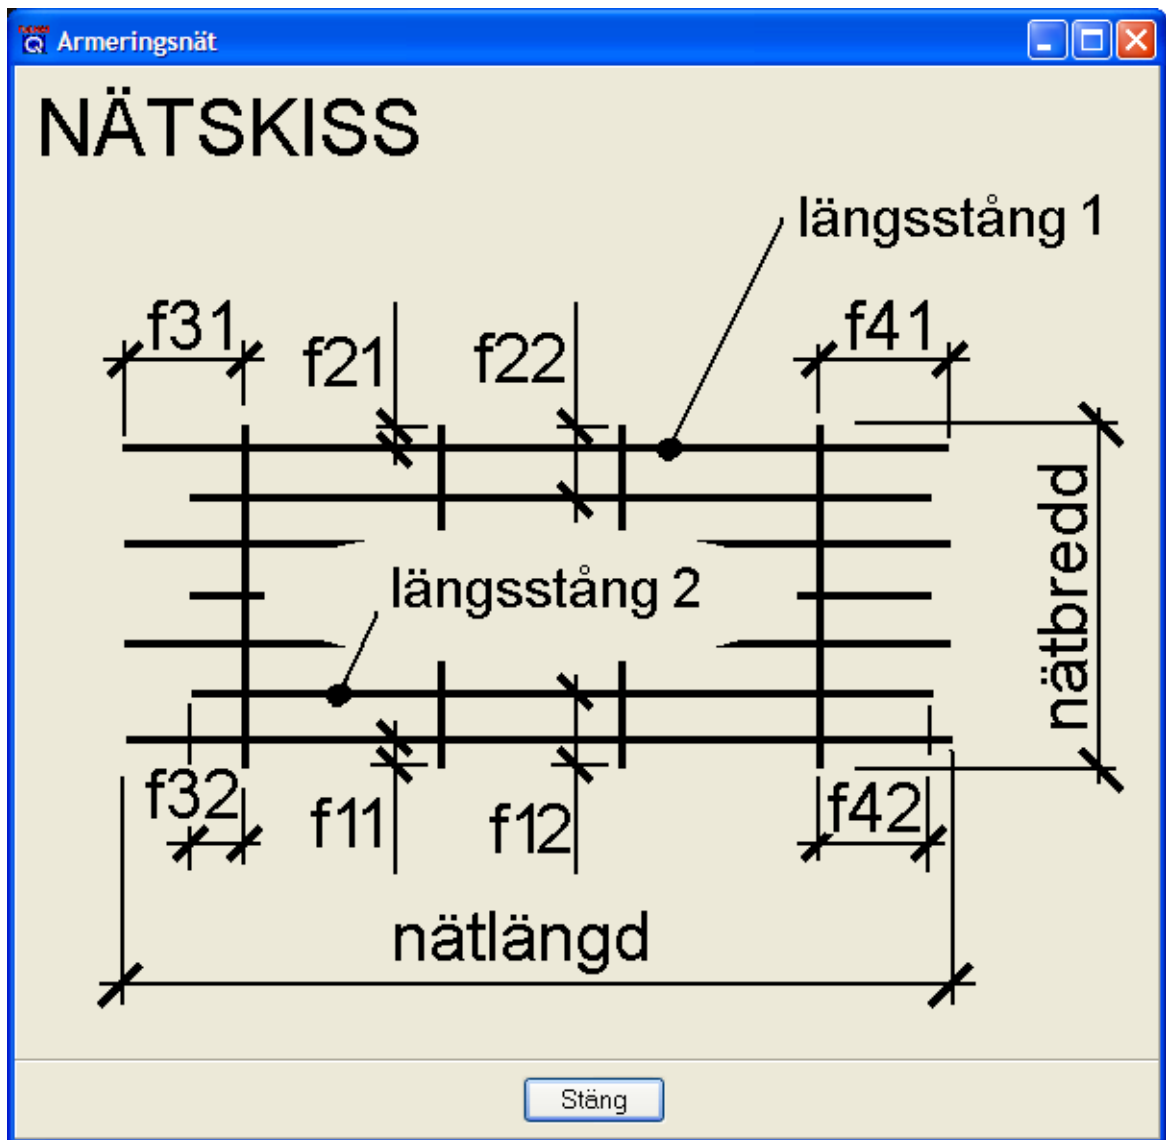 Armeringsnät
NÄTSKISS
längsstång 1
f31
f21
f22
f41
nätbredd
längsstång 2
f32
f11
f12
f42
nätlängd
Stäng